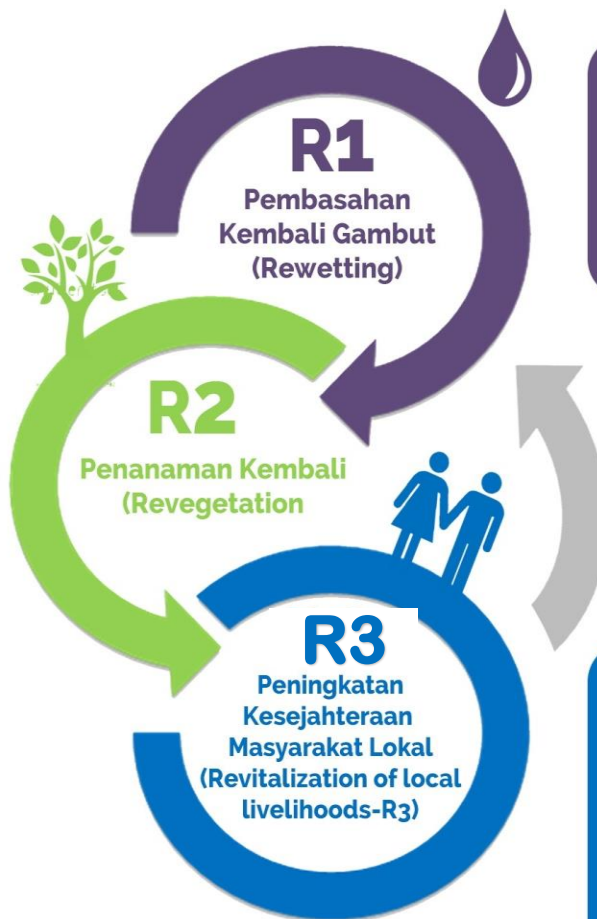 R1
Pembasahan
Kembali Gambut
(Rewetting)
R2
Penanaman Kembali
(Revegetation
R3
Peningkatan
Kesejahteraan
Masyarakat Lokal
(Revitalization of local
livelihoods-R3)